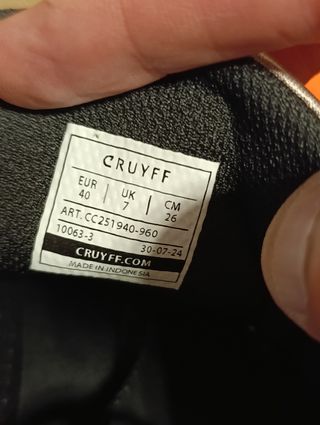 CRUYFF
EUR UK CM
40 7 26
ART.CC251940-960
10063-3 30-07-24
CRUYFF.COM
MADE IN INDONESIA